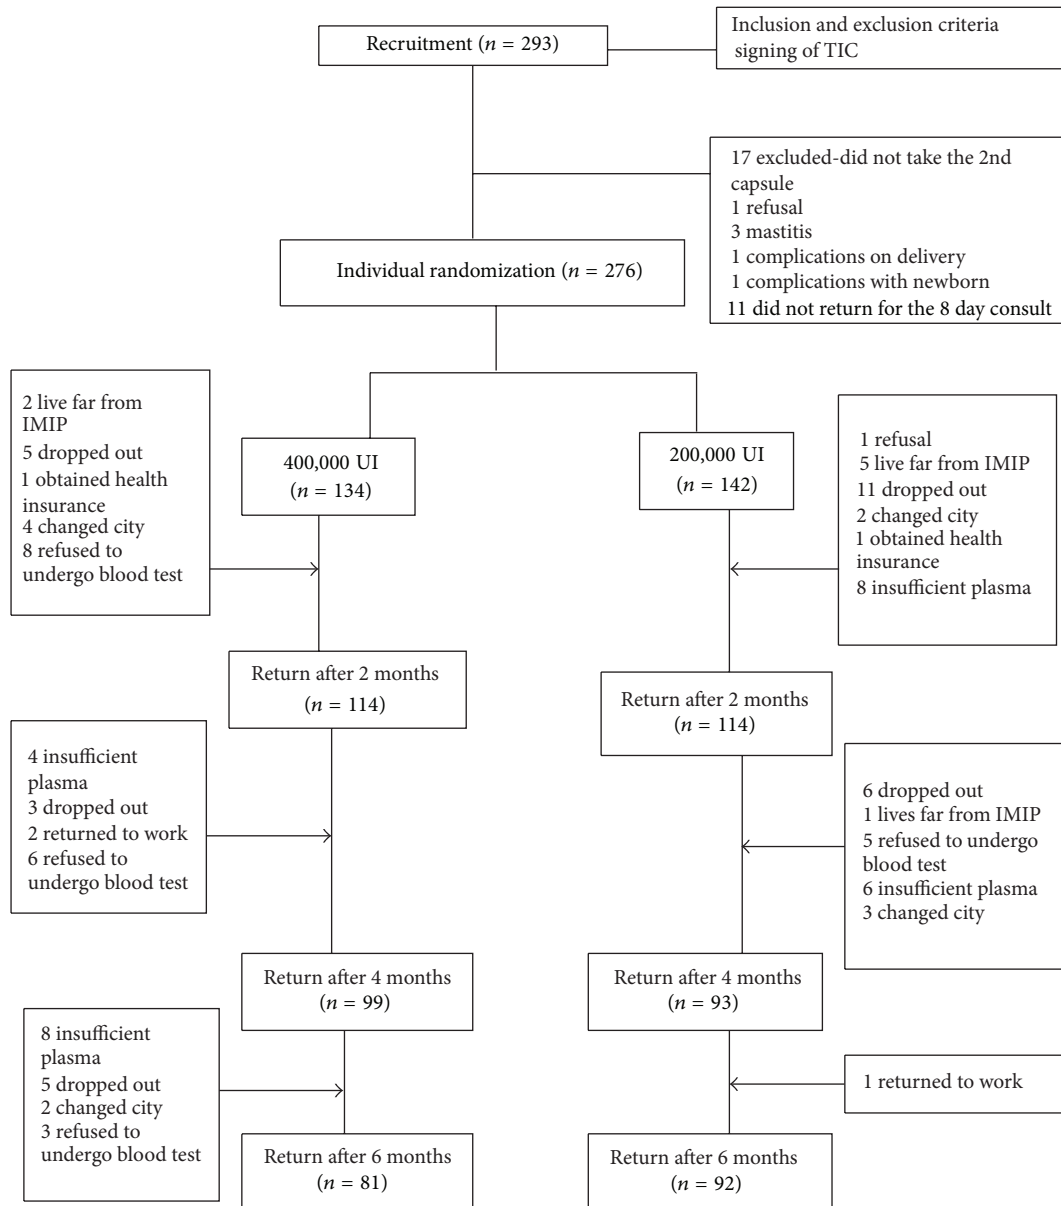 Recruitment (n = 293)
Inclusion and exclusion criteria
signing of TIC
17 excluded-did not take the 2nd
capsule
1 refusal
3 mastitis
1 complications on delivery
1 complications with newborn
11 did not return for the 8 day consult
Individual randomization (n = 276)
2 live far from
IMIP
5 dropped out
1 obtained health
insurance
4 changed city
8 refused to
undergo blood test
400,000 UI
(n = 134)
200,000 UI
(n = 142)
1 refusal
5 live far from IMIP
11 dropped out
2 changed city
1 obtained health
insurance
8 insufficient plasma
Return after 2 months
(n = 114)
Return after 2 months
(n = 114)
4 insufficient
plasma
3 dropped out
2 returned to work
6 refused to
undergo blood test
6 dropped out
1 lives far from IMIP
5 refused to undergo
blood test
6 insufficient plasma
3 changed city
Return after 4 months
(n = 99)
Return after 4 months
(n = 93)
8 insufficient
plasma
5 dropped out
2 changed city
3 refused to
undergo blood test
1 returned to work
Return after 6 months
(n = 81)
Return after 6 months
(n = 92)